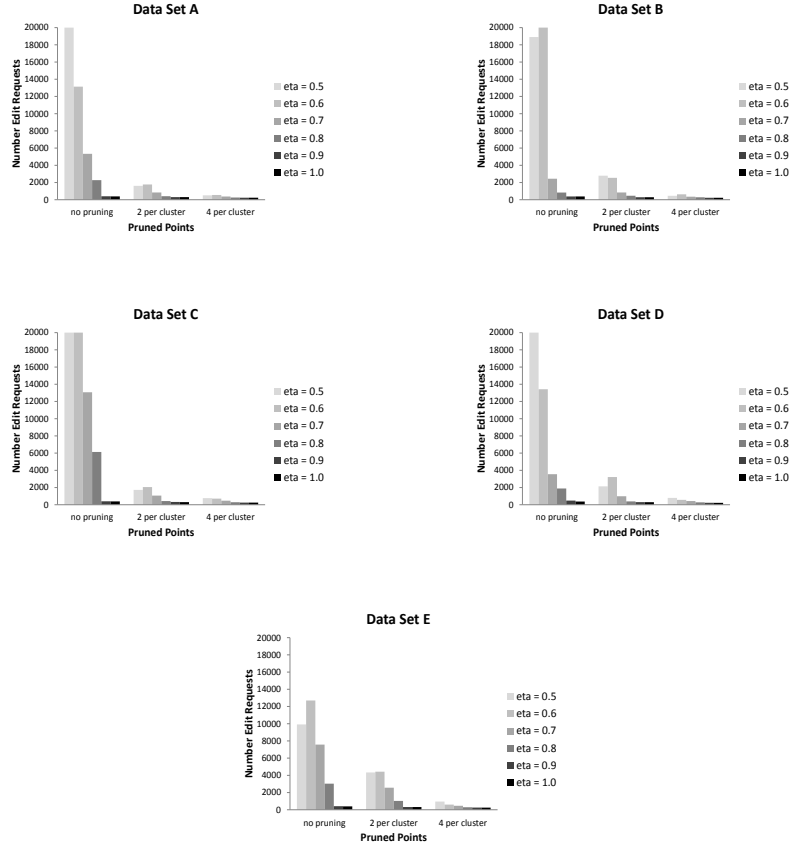 Data Set A
Number Edit Requests
20000
18000
16000
14000
12000
10000
8000
6000
4000
2000
0
no pruning 2 per cluster 4 per cluster
Pruned Points
eta = 0.5
eta = 0.6
eta = 0.7
eta = 0.8
eta = 0.9
eta = 1.0
Data Set B
Number Edit Requests
20000
18000
16000
14000
12000
10000
8000
6000
4000
2000
0
no pruning 2 per cluster 4 per cluster
Pruned Points
eta = 0.5
eta = 0.6
eta = 0.7
eta = 0.8
eta = 0.9
eta = 1.0
Data Set C
Number Edit Requests
20000
18000
16000
14000
12000
10000
8000
6000
4000
2000
0
no pruning 2 per cluster 4 per cluster
Pruned Points
eta = 0.5
eta = 0.6
eta = 0.7
eta = 0.8
eta = 0.9
eta = 1.0
Data Set D
Number Edit Requests
20000
18000
16000
14000
12000
10000
8000
6000
4000
2000
0
no pruning 2 per cluster 4 per cluster
Pruned Points
eta = 0.5
eta = 0.6
eta = 0.7
eta = 0.8
eta = 0.9
eta = 1.0
Data Set E
Number Edit Requests
20000
18000
16000
14000
12000
10000
8000
6000
4000
2000
0
no pruning 2 per cluster 4 per cluster
Pruned Points
eta = 0.5
eta = 0.6
eta = 0.7
eta = 0.8
eta = 0.9
eta = 1.0